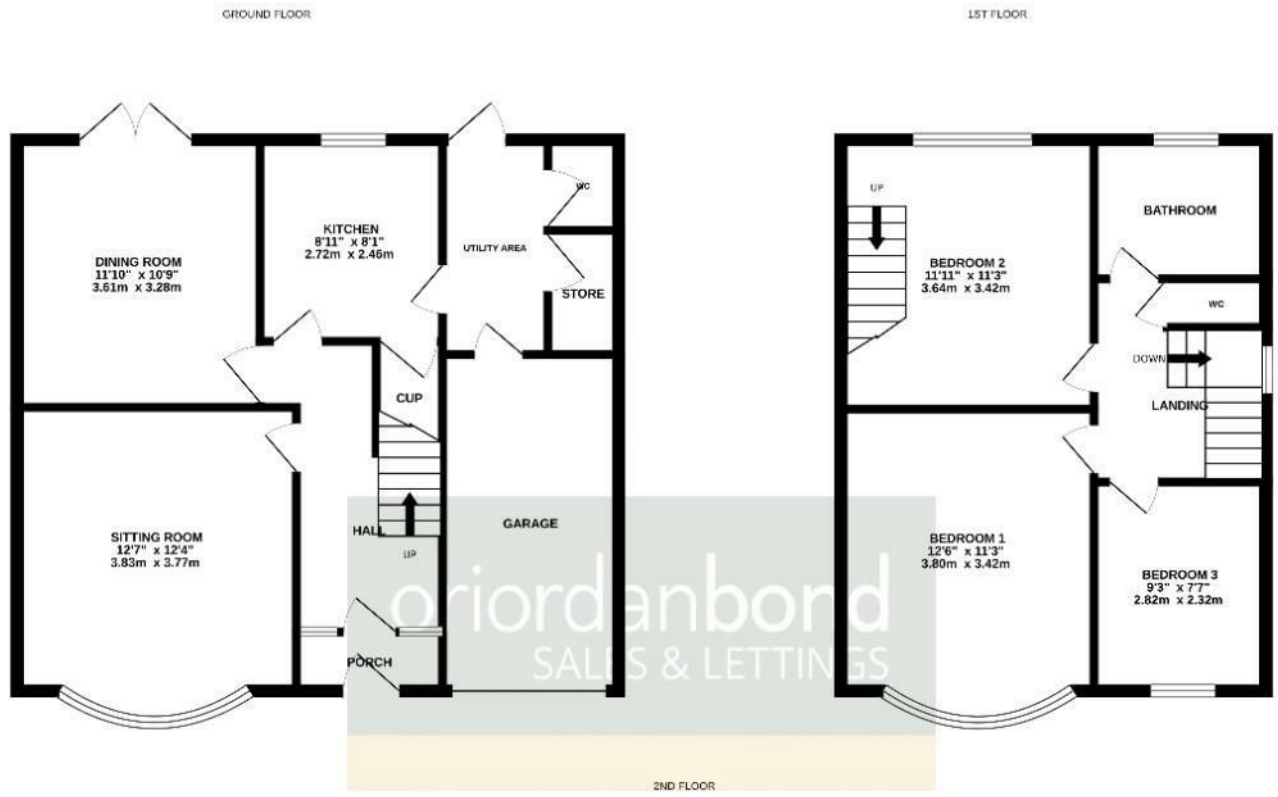 GROUND FLOOR
1ST FLOOR
DINING ROOM
11'10" x 10'9"
3.61m x 3.28m
KITCHEN
8'11" x 8'1"
2.72m x 2.46m
UTILITY AREA
WC
STORE
CUP
SITTING ROOM
12'7" x 12'4"
3.83m x 3.77m
HALL
UP
PORCH
GARAGE
UP
BEDROOM 2
11'11" x 11'3"
3.64m x 3.42m
BATHROOM
WC
DOWN
LANDING
BEDROOM 1
12'6" x 11'3"
3.80m x 3.42m
BEDROOM 3
9'3" x 7'7"
2.82m x 2.32m
oriordanbond
SALES & LETTINGS
2ND FLOOR